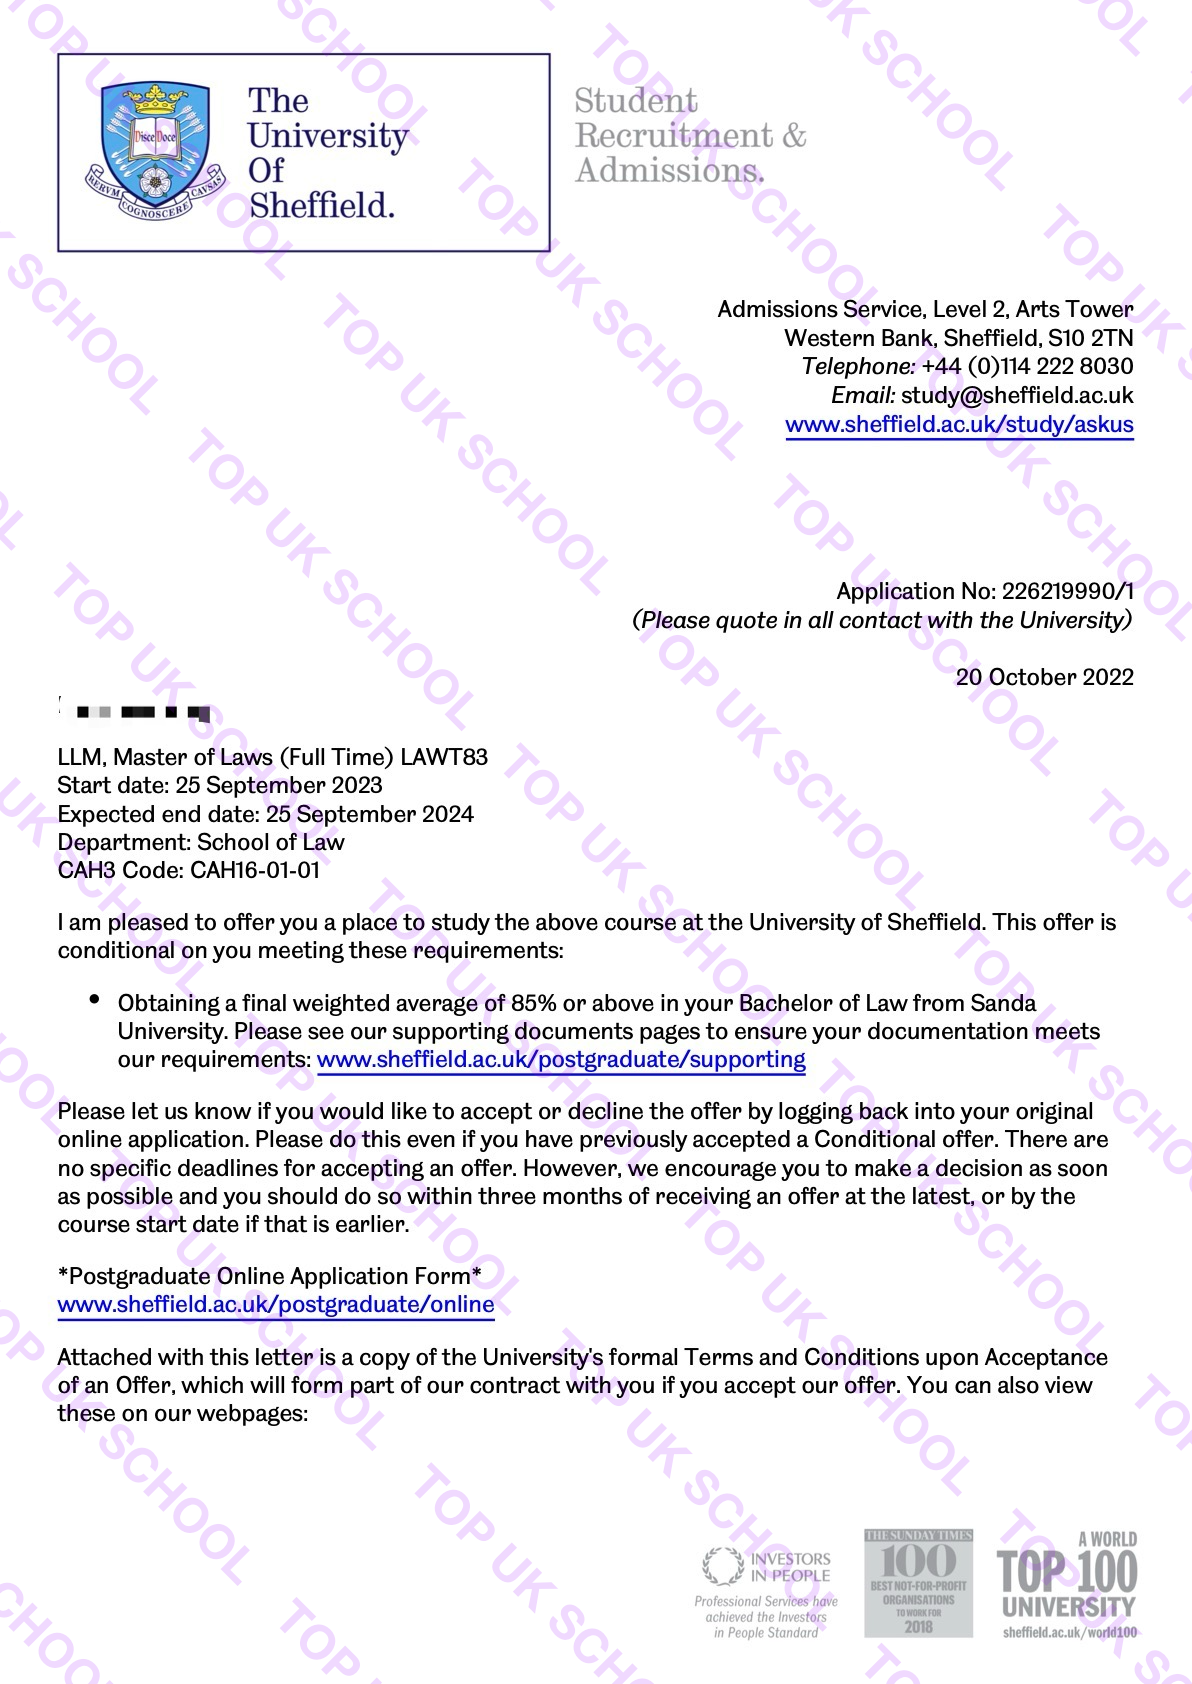 The
University
Of
Sheffield.
Disce Doce
RERVM COGNOSCERE CAVSAS
Student
Recruitment &
Admissions.
Admissions Service, Level 2, Arts Tower
Western Bank, Sheffield, S10 2TN
Telephone: +44 (0)114 222 8030
Email: study@sheffield.ac.uk
www.sheffield.ac.uk/study/askus
Application No: 226219990/1
(Please quote in all contact with the University)
20 October 2022
LLM, Master of Laws (Full Time) LAWT83
Start date: 25 September 2023
Expected end date: 25 September 2024
Department: School of Law
CAH3 Code: CAH16-01-01
I am pleased to offer you a place to study the above course at the University of Sheffield. This offer is
conditional on you meeting these requirements:
• Obtaining a final weighted average of 85% or above in your Bachelor of Law from Sanda
University. Please see our supporting documents pages to ensure your documentation meets
our requirements: www.sheffield.ac.uk/postgraduate/supporting
Please let us know if you would like to accept or decline the offer by logging back into your original
online application. Please do this even if you have previously accepted a Conditional offer. There are
no specific deadlines for accepting an offer. However, we encourage you to make a decision as soon
as possible and you should do so within three months of receiving an offer at the latest, or by the
course start date if that is earlier.
*Postgraduate Online Application Form*
www.sheffield.ac.uk/postgraduate/online
Attached with this letter is a copy of the University's formal Terms and Conditions upon Acceptance
of an Offer, which will form part of our contract with you if you accept our offer. You can also view
these on our webpages:
INVESTORS
IN PEOPLE
Professional Services have
achieved the Investors
in People Standard
THE SUNDAY TIMES
100
BEST NOT-FOR-PROFIT
ORGANISATIONS
TO WORK FOR
2018
A WORLD
TOP 100
UNIVERSITY
sheffield.ac.uk/world100
TOP UK SCHOOL